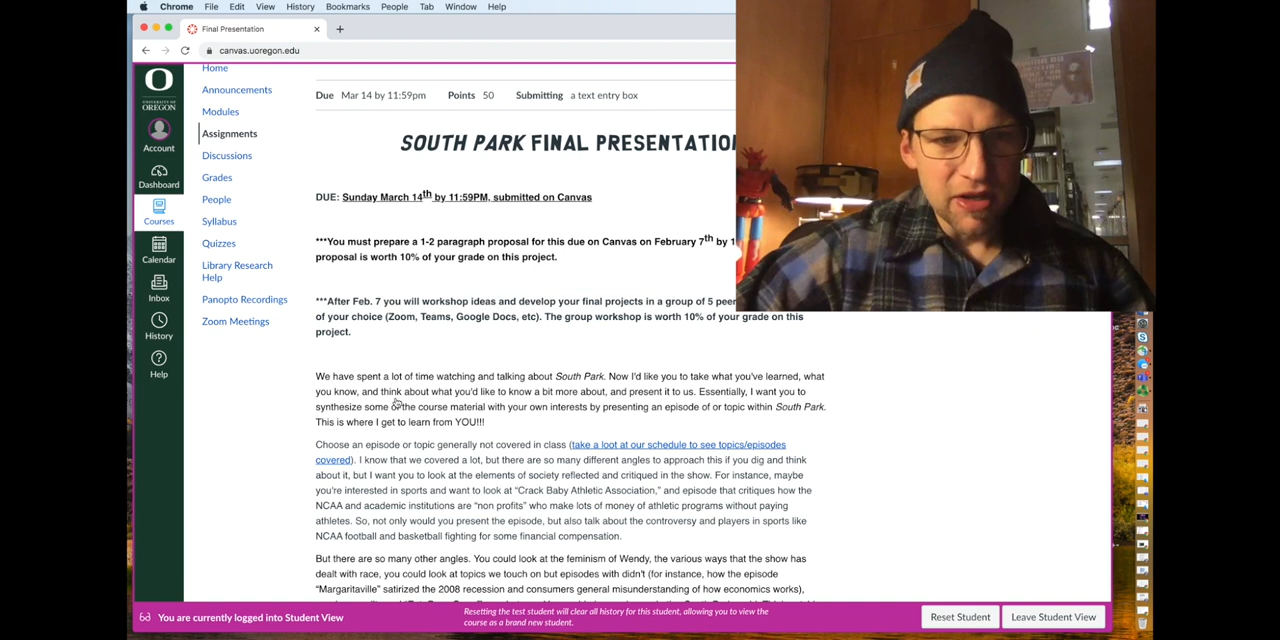 Chrome File Edit View History Bookmarks People Tab Window Help
Final Presentation
canvas.uoregon.edu
O
UNIVERSITY OF
OREGON
Account
Dashboard
Courses
Calendar
Inbox
History
Help
Home
Announcements
Modules
Assignments
Discussions
Grades
People
Syllabus
Quizzes
Library Research
Help
Panopto Recordings
Zoom Meetings
Due Mar 14 by 11:59pm Points 50 Submitting a text entry box
SOUTH PARK FINAL PRESENTATION
DUE: Sunday March 14th by 11:59PM, submitted on Canvas
***You must prepare a 1-2 paragraph proposal for this due on Canvas on February 7th by 1
proposal is worth 10% of your grade on this project.
***After Feb. 7 you will workshop ideas and develop your final projects in a group of 5 peer
of your choice (Zoom, Teams, Google Docs, etc). The group workshop is worth 10% of your grade on this
project.
We have spent a lot of time watching and talking about South Park. Now I'd like you to take what you've learned, what
you know, and think about what you'd like to know a bit more about, and present it to us. Essentially, I want you to
synthesize some of the course material with your own interests by presenting an episode of or topic within South Park.
This is where I get to learn from YOU!!!
Choose an episode or topic generally not covered in class (take a loot at our schedule to see topics/episodes
covered). I know that we covered a lot, but there are so many different angles to approach this if you dig and think
about it, but I want you to look at the elements of society reflected and critiqued in the show. For instance, maybe
you're interested in sports and want to look at "Crack Baby Athletic Association," and episode that critiques how the
NCAA and academic institutions are "non profits" who make lots of money of athletic programs without paying
athletes. So, not only would you present the episode, but also talk about the controversy and players in sports like
NCAA football and basketball fighting for some financial compensation.
But there are so many other angles. You could look at the feminism of Wendy, the various ways that the show has
dealt with race, you could look at topics we touch on but episodes with didn't (for instance, how the episode
"Margaritaville" satirized the 2008 recession and consumers general misunderstanding of how economics works),
You are currently logged into Student View
Resetting the test student will clear all history for this student, allowing you to view the
course as a brand new student.
Reset Student
Leave Student View